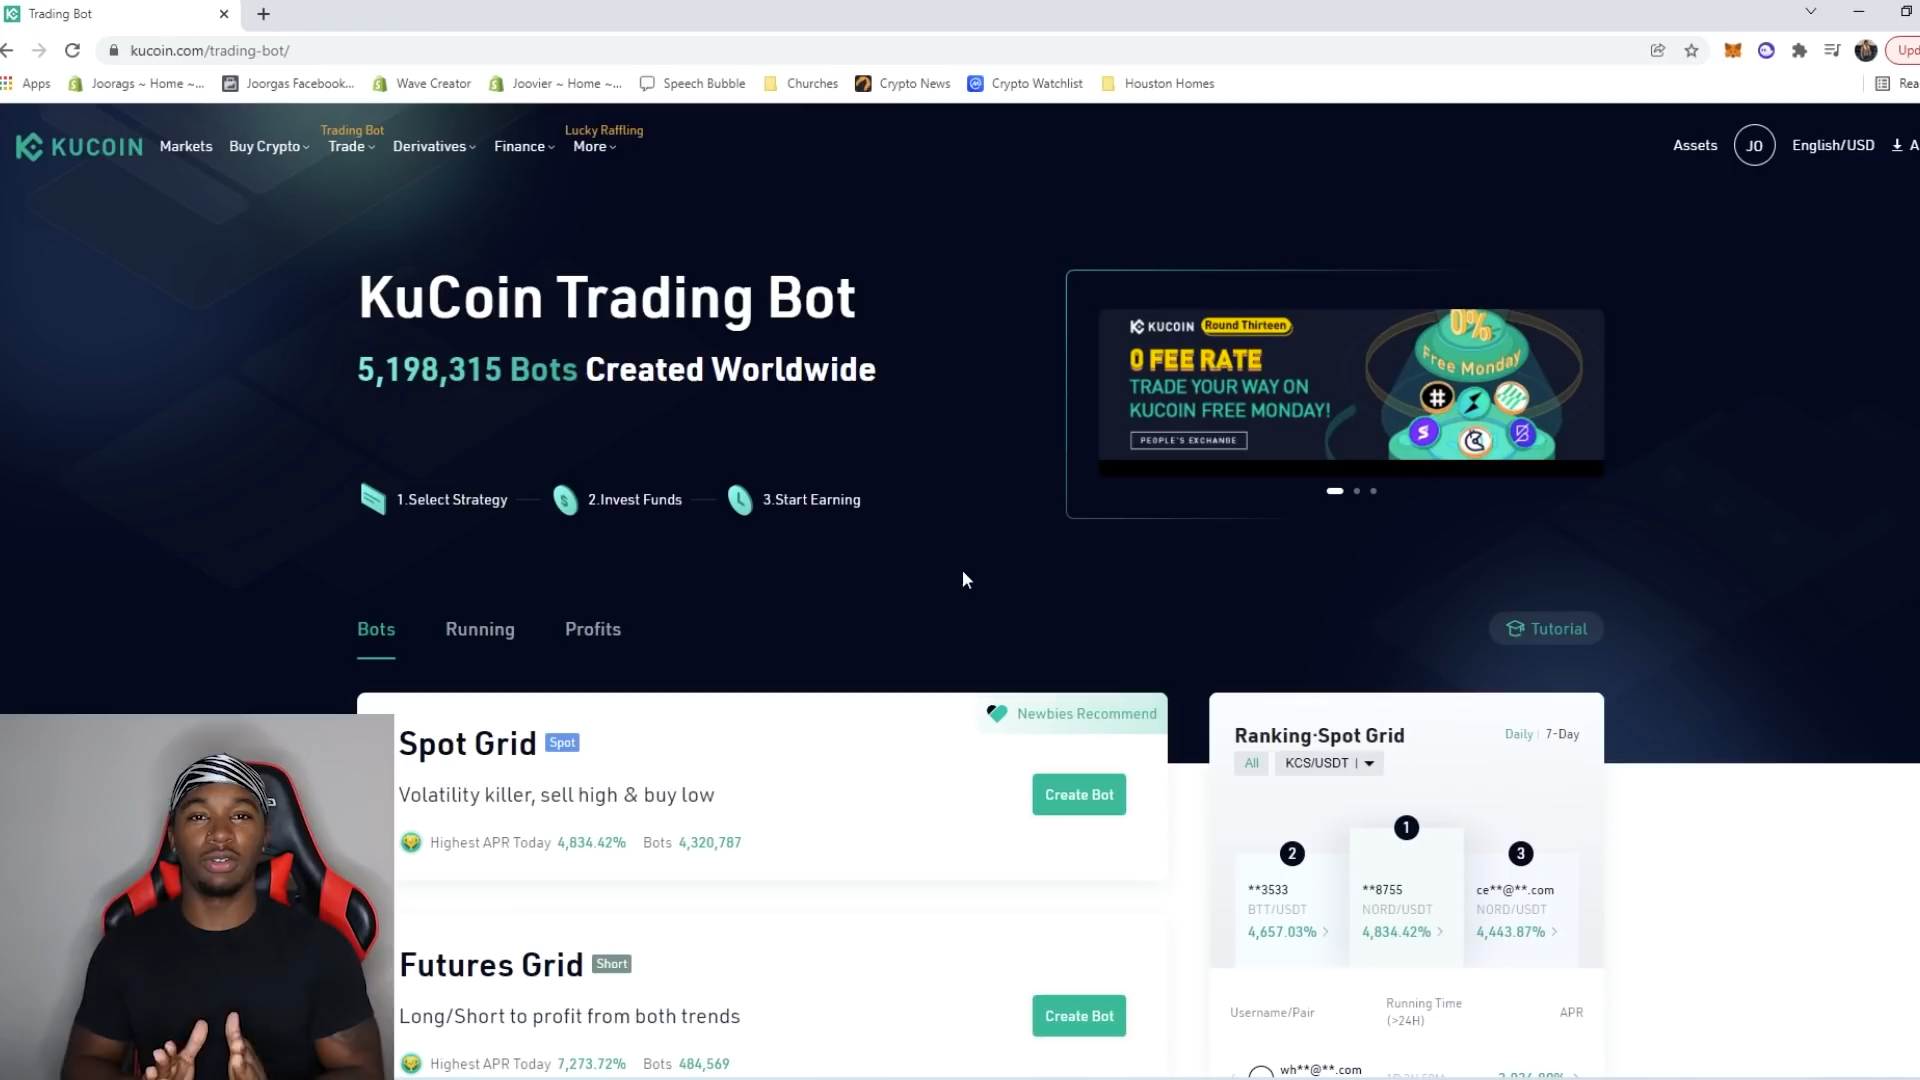 Trading Bot
kucoin.com/trading-bot/
Apps
Joorags ~ Home ~...
Joorgas Facebook...
Wave Creator
Joovier ~ Home ~...
Speech Bubble
Churches
Crypto News
Crypto Watchlist
Houston Homes
KUCOIN
Markets
Buy Crypto
Trading Bot
Trade
Derivatives
Finance
Lucky Raffling
More
Assets
JO
English/USD
KuCoin Trading Bot
5,198,315 Bots Created Worldwide
1.Select Strategy
2.Invest Funds
3.Start Earning
KUCOIN Round Thirteen
0 FEE RATE
TRADE YOUR WAY ON
KUCOIN FREE MONDAY!
PEOPLE'S EXCHANGE
0%
Free Monday
Bots
Running
Profits
Tutorial
Newbies Recommend
Spot Grid Spot
Volatility killer, sell high & buy low
Create Bot
Highest APR Today 4,834.42% Bots 4,320,787
Futures Grid Short
Long/Short to profit from both trends
Create Bot
Highest APR Today 7,273.72% Bots 484,569
Ranking·Spot Grid
Daily | 7-Day
All
KCS/USDT
2
**3533
BTT/USDT
4,657.03%
1
**8755
NORD/USDT
4,834.42%
3
ce**@**.com
NORD/USDT
4,443.87%
Username/Pair
Running Time
(>24H)
APR
wh**@**.com